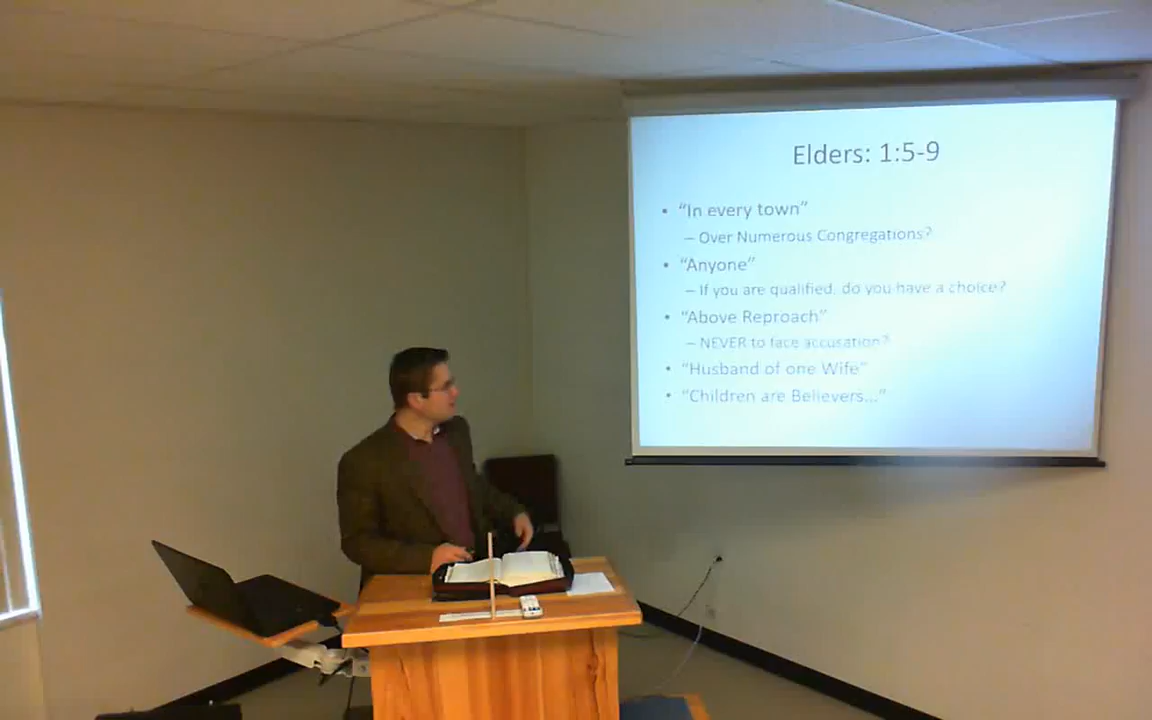 Elders: 1:5-9
• “In every town”
– Over Numerous Congregations?
• “Anyone”
– If you are qualified, do you have a choice?
• “Above Reproach”
– NEVER to face accusation?
• “Husband of one Wife”
• “Children are Believers…”